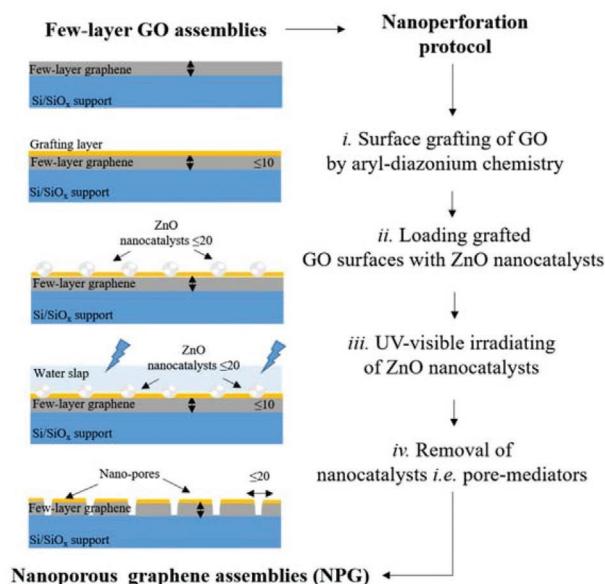 Few-layer GO assemblies
Nanoperforation
protocol
Few-layer graphene
Si/SiOx support
Grafting layer
Few-layer graphene
≤10
Si/SiOx support
i. Surface grafting of GO
by aryl-diazonium chemistry
ZnO
nanocatalysts ≤20
Few-layer graphene
Si/SiOx support
ii. Loading grafted
GO surfaces with ZnO nanocatalysts
Water slap
ZnO
nanocatalysts ≤20
Few-layer graphene
≤10
Si/SiOx support
iii. UV-visible irradiating
of ZnO nanocatalysts
Nano-pores
≤20
Few-layer graphene
Si/SiOx support
iv. Removal of
nanocatalysts i.e. pore-mediators
Nanoporous graphene assemblies (NPG)